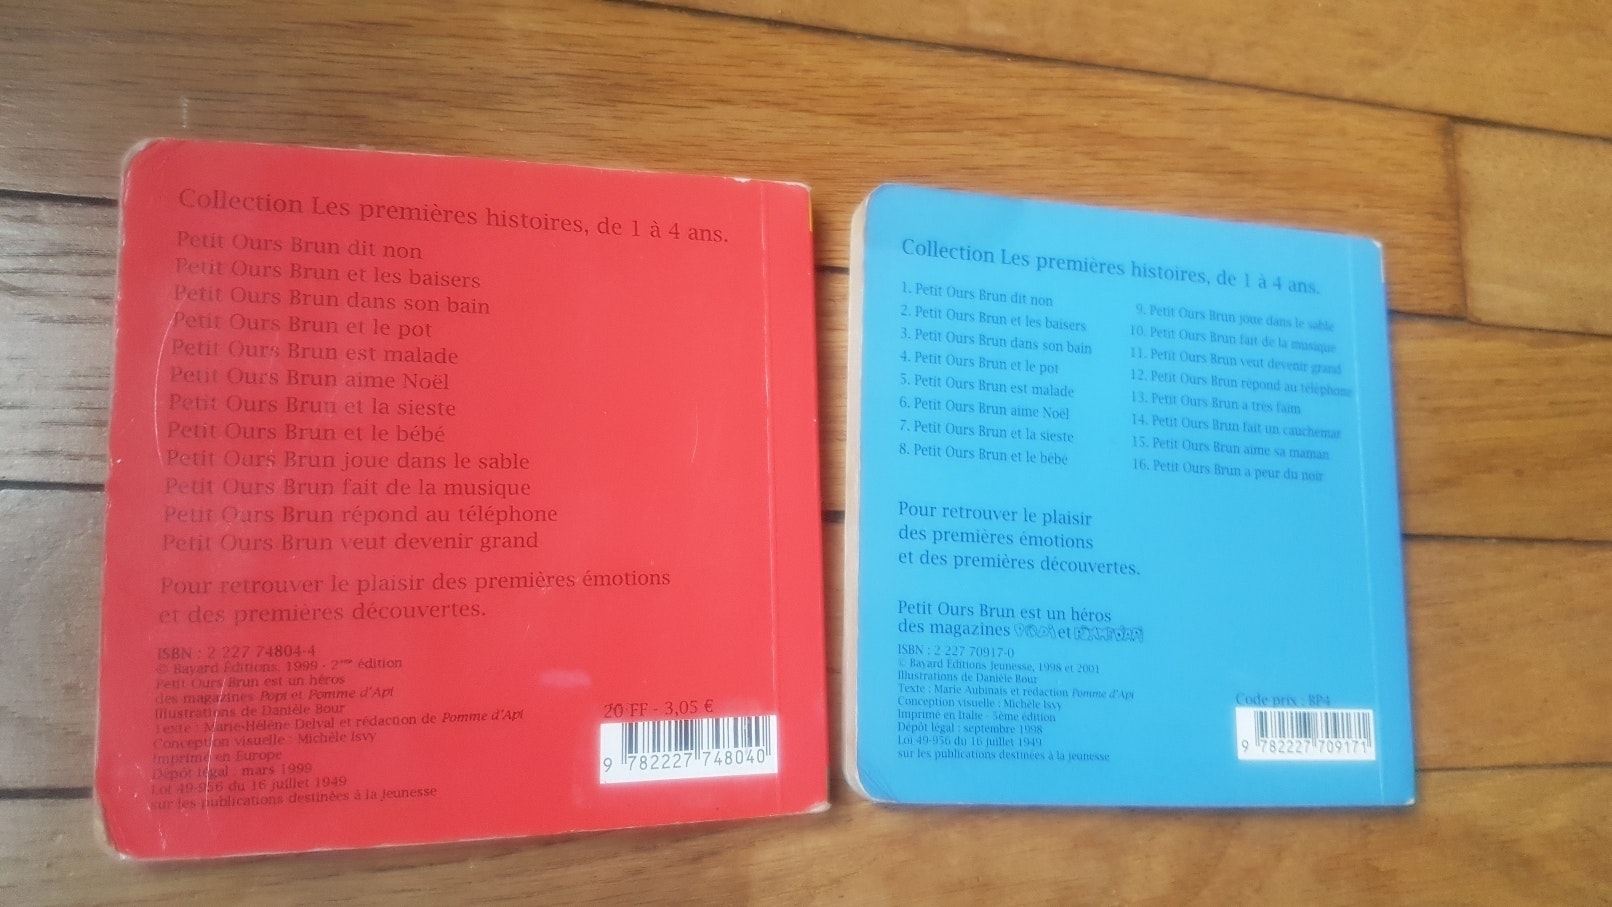 Collection Les premières histoires, de 1 à 4 ans.
Petit Ours Brun dit non
Petit Ours Brun et les baisers
Petit Ours Brun dans son bain
Petit Ours Brun et le pot
Petit Ours Brun est malade
Petit Ours Brun aime Noël
Petit Ours Brun et la sieste
Petit Ours Brun et le bébé
Petit Ours Brun joue dans le sable
Petit Ours Brun fait de la musique
Petit Ours Brun répond au téléphone
Petit Ours Brun veut devenir grand
Pour retrouver le plaisir des premières émotions
et des premières découvertes.
ISBN : 2 227 74804-4
© Bayard Éditions, 1999 - 2ème édition
Petit Ours Brun est un héros
des magazines Popi et Pomme d'Api
Illustrations de Danièle Bour
Texte : Marie-Hélène Delval et rédaction de Pomme d'Api
Conception visuelle : Michèle Isvy
Imprimé en Europe
Dépôt légal : mars 1999
Loi 49-956 du 16 juillet 1949
sur les publications destinées à la jeunesse
20 FF - 3,05 €
9 782227 748040
Collection Les premières histoires, de 1 à 4 ans.
1. Petit Ours Brun dit non
2. Petit Ours Brun et les baisers
3. Petit Ours Brun dans son bain
4. Petit Ours Brun et le pot
5. Petit Ours Brun est malade
6. Petit Ours Brun aime Noël
7. Petit Ours Brun et la sieste
8. Petit Ours Brun et le bébé
9. Petit Ours Brun joue dans le sable
10. Petit Ours Brun fait de la musique
11. Petit Ours Brun veut devenir grand
12. Petit Ours Brun répond au téléphone
13. Petit Ours Brun a très faim
14. Petit Ours Brun fait un cauchemar
15. Petit Ours Brun aime sa maman
16. Petit Ours Brun a peur du noir
Pour retrouver le plaisir
des premières émotions
et des premières découvertes.
Petit Ours Brun est un héros
des magazines Popi et
ISBN : 2 227 70917-0
© Bayard Éditions Jeunesse, 1998 et 2001
Illustrations de Danièle Bour
Texte : Marie Aubinais et rédaction Pomme d'Api
Conception visuelle : Michèle Isvy
Imprimé en Italie - 5ème édition
Dépôt légal : septembre 1998
Loi 49-956 du 16 juillet 1949
sur les publications destinées à la jeunesse
Code prix : BP4
9 782227 709171